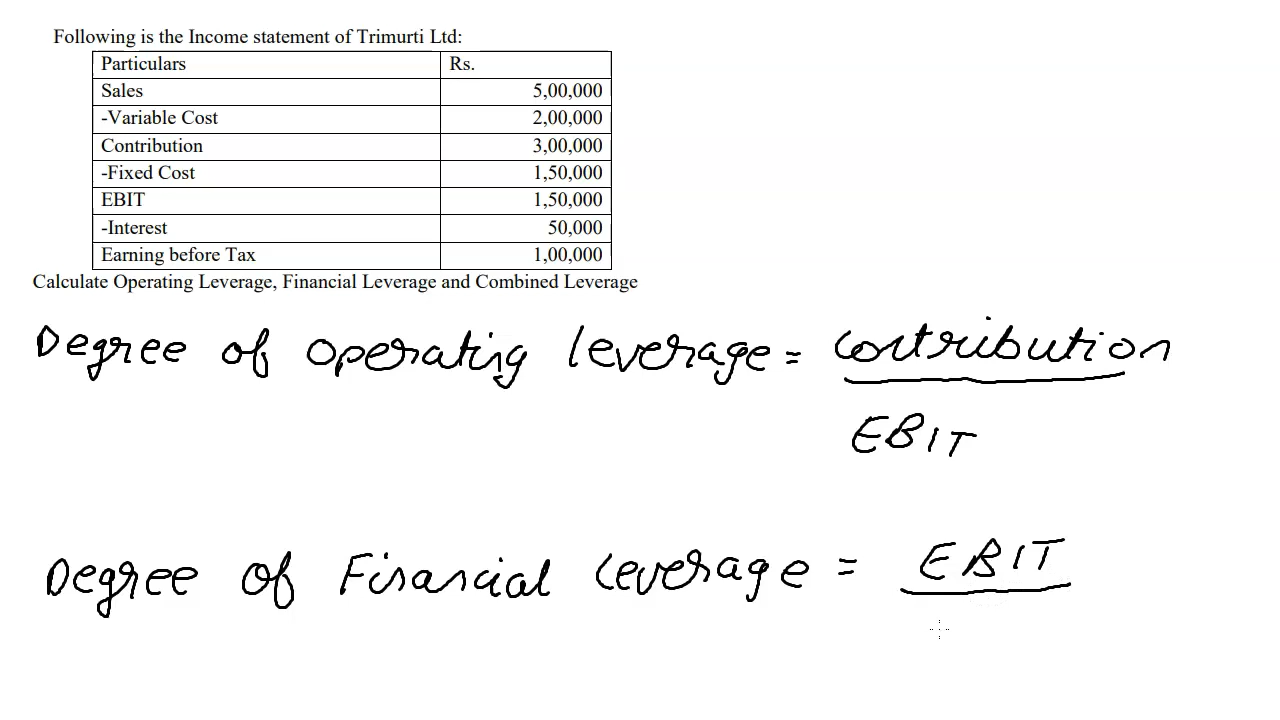 Following is the Income statement of Trimurti Ltd:
Particulars Rs.
Sales 5,00,000
-Variable Cost 2,00,000
Contribution 3,00,000
-Fixed Cost 1,50,000
EBIT 1,50,000
-Interest 50,000
Earning before Tax 1,00,000
Calculate Operating Leverage, Financial Leverage and Combined Leverage
Degree of operating leverage = Contribution
EBIT
Degree of Financial Leverage = EBIT